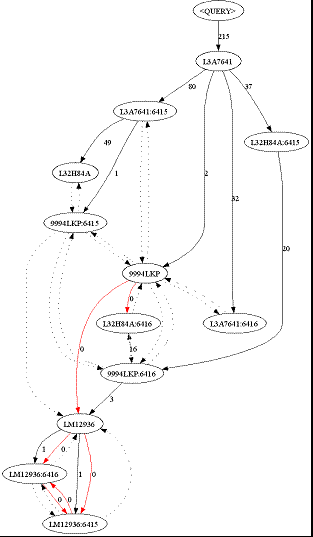 <QUERY>
215
L3A7641
80
37
L3A7641:6415
L32H84A:6415
49
1
2
32
L32H84A
9994LKP:6415
20
9994LKP
0
L32H84A:6416
L3A7641:6416
16
0
9994LKP:6416
3
LM12936
1
0
1
0
LM12936:6416
0
0
LM12936:6415